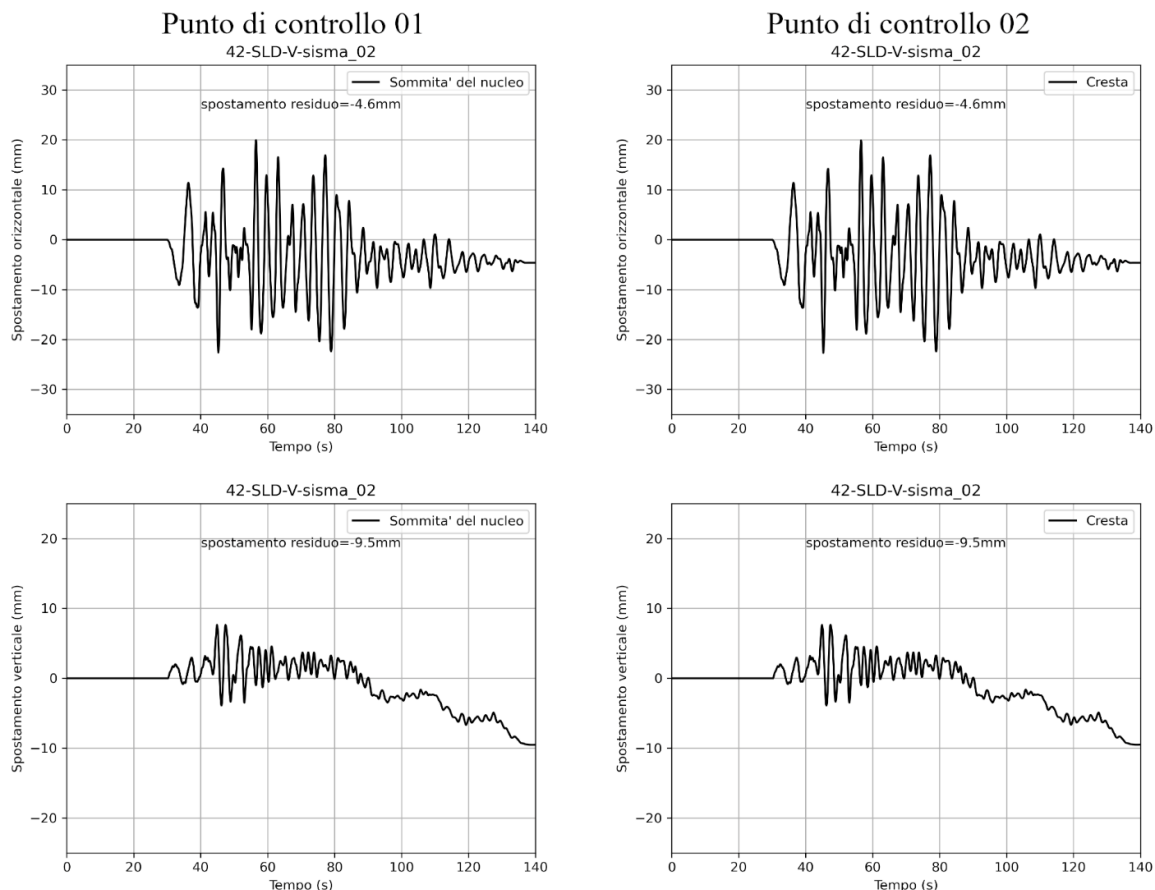 Punto di controllo 01
42-SLD-V-sisma_02
Sommita' del nucleo
spostamento residuo=-4.6mm
Spostamento orizzontale (mm)
30
20
10
0
−10
−20
−30
0 20 40 60 80 100 120 140
Tempo (s)
Punto di controllo 02
42-SLD-V-sisma_02
Cresta
spostamento residuo=-4.6mm
Spostamento orizzontale (mm)
30
20
10
0
−10
−20
−30
0 20 40 60 80 100 120 140
Tempo (s)
42-SLD-V-sisma_02
Sommita' del nucleo
spostamento residuo=-9.5mm
Spostamento verticale (mm)
20
10
0
−10
−20
0 20 40 60 80 100 120 140
Tempo (s)
42-SLD-V-sisma_02
Cresta
spostamento residuo=-9.5mm
Spostamento verticale (mm)
20
10
0
−10
−20
0 20 40 60 80 100 120 140
Tempo (s)